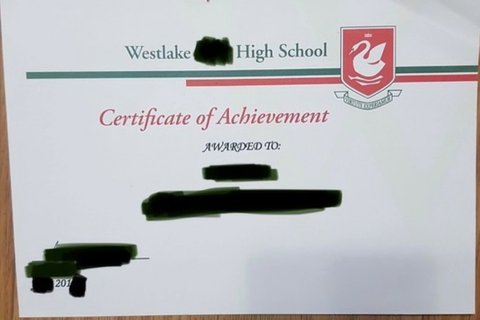 Westlake High School
Certificate of Achievement
AWARDED TO:
201